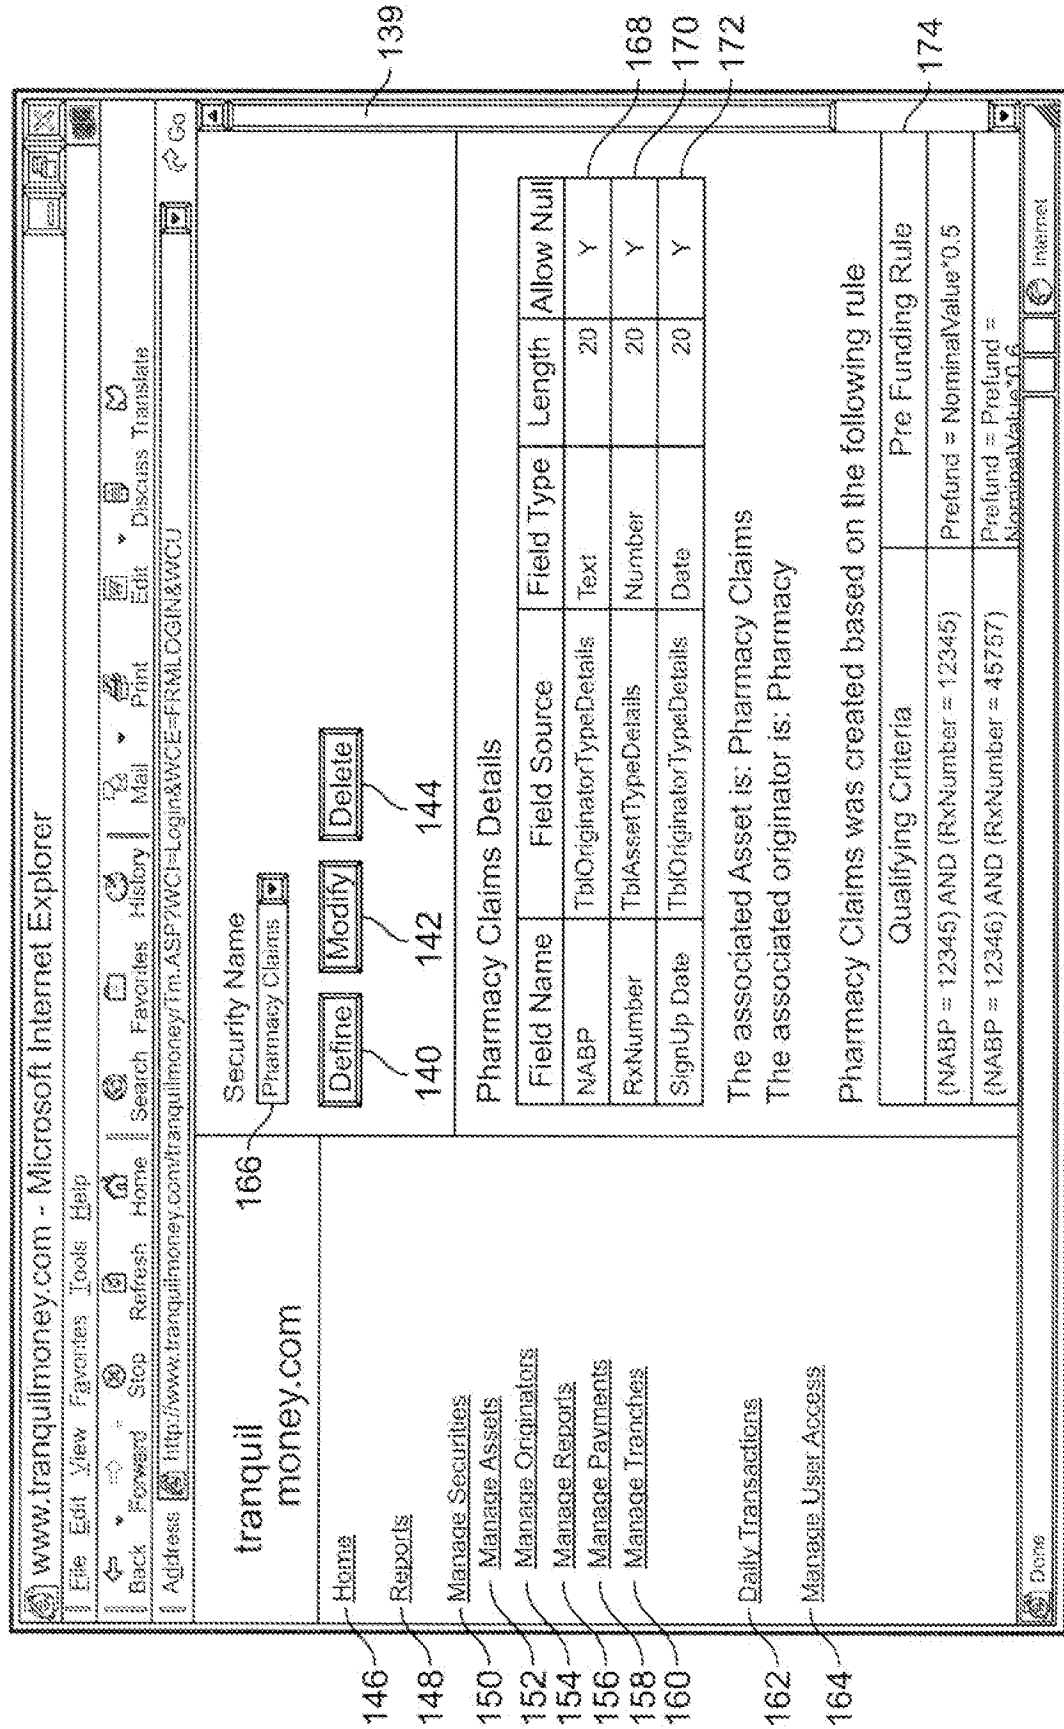 www.tranquilmoney.com - Microsoft Internet Explorer
File Edit View Favorites Tools Help
Back Forward Stop Refresh Home Search Favorites History Mail Print Edit Discuss Translate
Address http://www.tranquilmoney.com/tranquilmoneyiTm.ASP?WCI=Login&WCE=FRMLOGIN&WCU Go
139
tranquil
money.com
146 Home
148 Reports
150 Manage Securities
152 Manage Assets
154 Manage Originators
156 Manage Reports
158 Manage Payments
160 Manage Tranches
162 Daily Transactions
164 Manage User Access
Security Name
166 Pharmacy Claims
Define Modify Delete
140 142 144
Pharmacy Claims Details
Field Name Field Source Field Type Length Allow Null
NABP TblOriginatorTypeDetails Text 20 Y 168
RxNumber TblAssetTypeDetails Number 20 Y 170
SignUp Date TblOriginatorTypeDetails Date 20 Y 172
The associated Asset is: Pharmacy Claims
The associated originator is: Pharmacy
Pharmacy Claims was created based on the following rule
174
Qualifying Criteria Pre Funding Rule
(NABP = 12345) AND (RxNumber = 12345) Prefund = NominalValue*0.5
(NABP = 12346) AND (RxNumber = 45757) Prefund = Prefund =
NominalValue*0.6
Done Internet